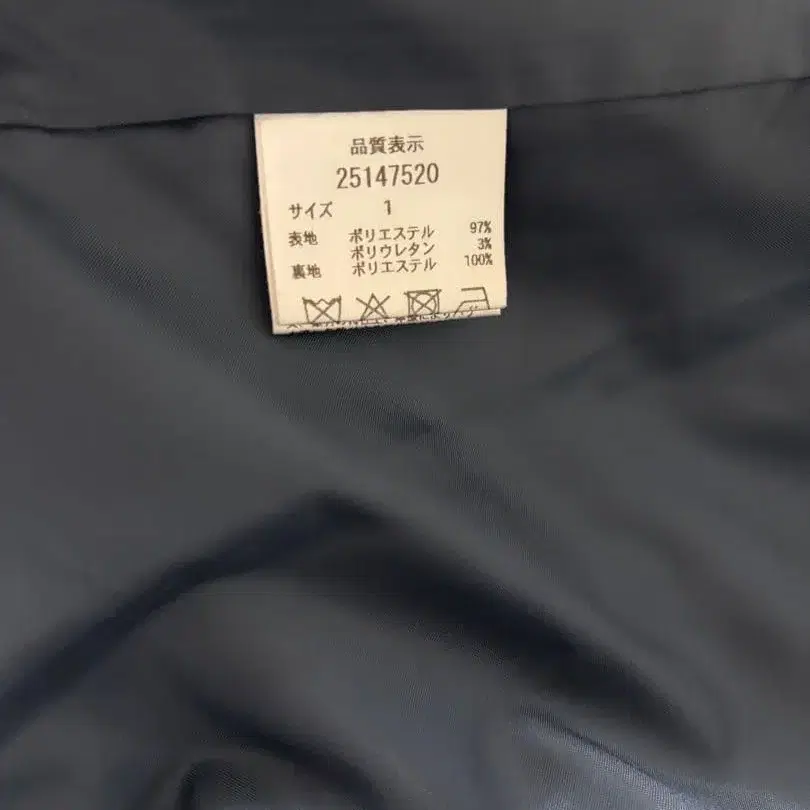 品質表示
25147520
サイズ 1
表地 ポリエステル 97%
ポリウレタン 3%
裏地 ポリエステル 100%